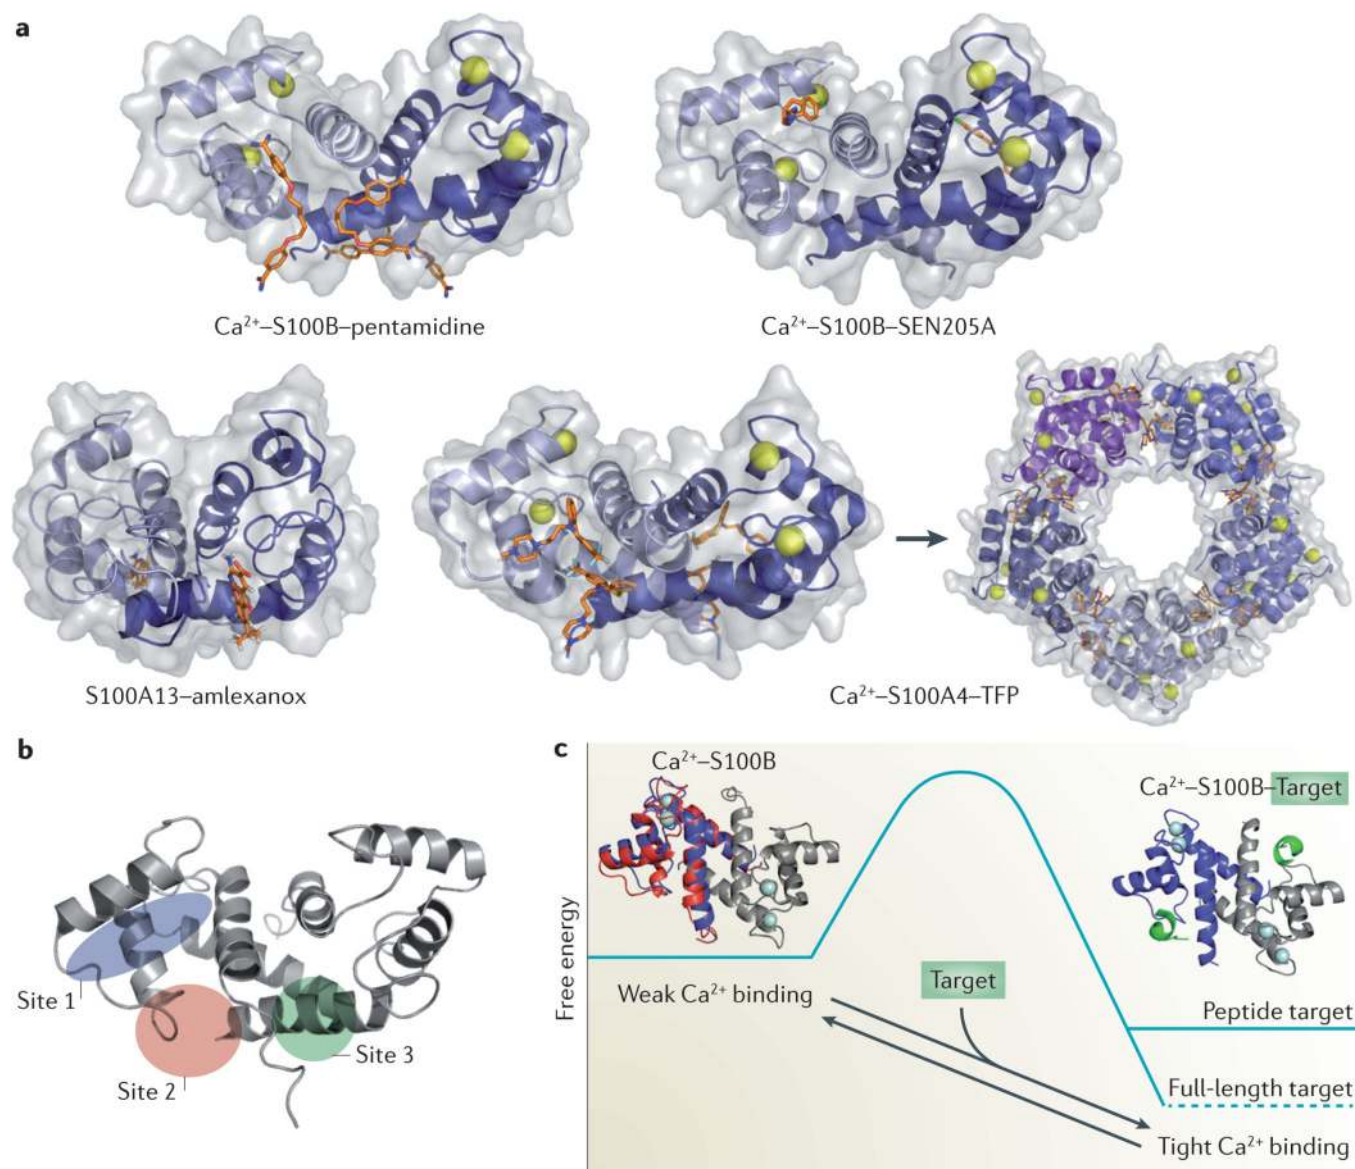 a
Ca²⁺–S100B–pentamidine
Ca²⁺–S100B–SEN205A
S100A13–amlexanox
Ca²⁺–S100A4–TFP
b
Site 1
Site 2
Site 3
c
Ca²⁺–S100B
Ca²⁺–S100B–Target
Free energy
Weak Ca²⁺ binding
Target
Peptide target
Full-length target
Tight Ca²⁺ binding